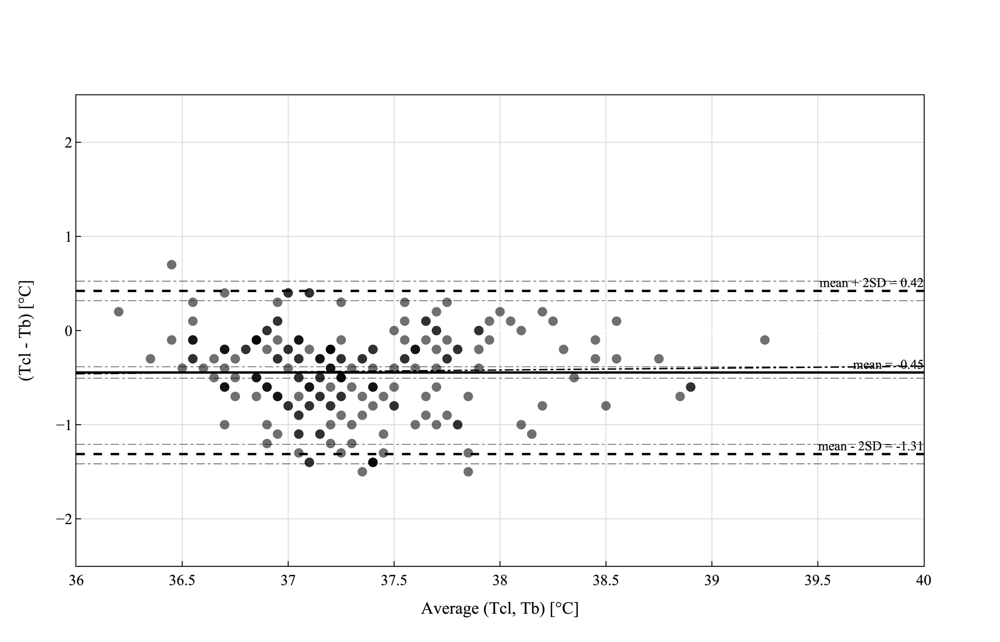 (Tcl - Tb) [°C]
2
1
0
−1
−2
mean + 2SD = 0.42
mean = -0.45
mean - 2SD = -1.31
36 36.5 37 37.5 38 38.5 39 39.5 40
Average (Tcl, Tb) [°C]